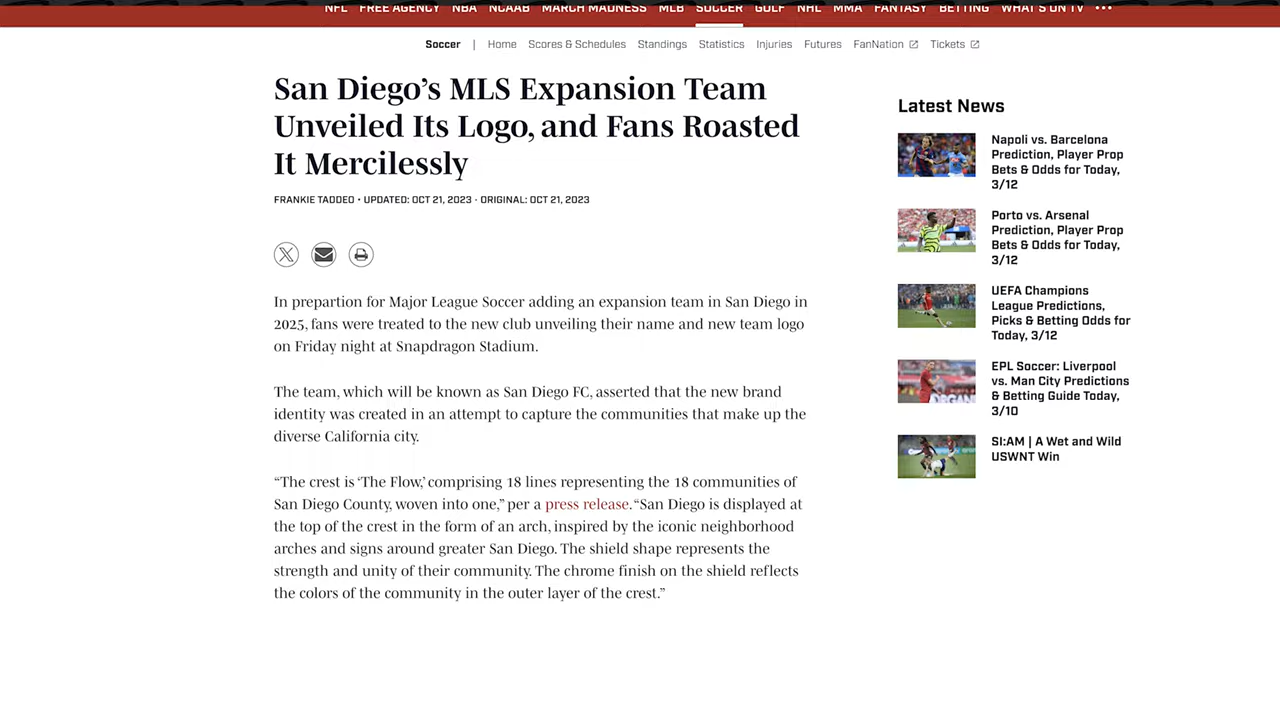 NFL FREE AGENCY NBA NCAAB MARCH MADNESS MLB SOCCER GOLF NHL MMA FANTASY BETTING WHAT'S ON TV •••
Soccer | Home Scores & Schedules Standings Statistics Injuries Futures FanNation Tickets
San Diego’s MLS Expansion Team
Unveiled Its Logo, and Fans Roasted
It Mercilessly
FRANKIE TADDEO • UPDATED: OCT 21, 2023 · ORIGINAL: OCT 21, 2023
In prepartion for Major League Soccer adding an expansion team in San Diego in
2025, fans were treated to the new club unveiling their name and new team logo
on Friday night at Snapdragon Stadium.
The team, which will be known as San Diego FC, asserted that the new brand
identity was created in an attempt to capture the communities that make up the
diverse California city.
“The crest is ‘The Flow,’ comprising 18 lines representing the 18 communities of
San Diego County, woven into one,” per a press release. “San Diego is displayed at
the top of the crest in the form of an arch, inspired by the iconic neighborhood
arches and signs around greater San Diego. The shield shape represents the
strength and unity of their community. The chrome finish on the shield reflects
the colors of the community in the outer layer of the crest.”
Latest News
Napoli vs. Barcelona
Prediction, Player Prop
Bets & Odds for Today,
3/12
Porto vs. Arsenal
Prediction, Player Prop
Bets & Odds for Today,
3/12
UEFA Champions
League Predictions,
Picks & Betting Odds for
Today, 3/12
EPL Soccer: Liverpool
vs. Man City Predictions
& Betting Guide Today,
3/10
SI:AM | A Wet and Wild
USWNT Win